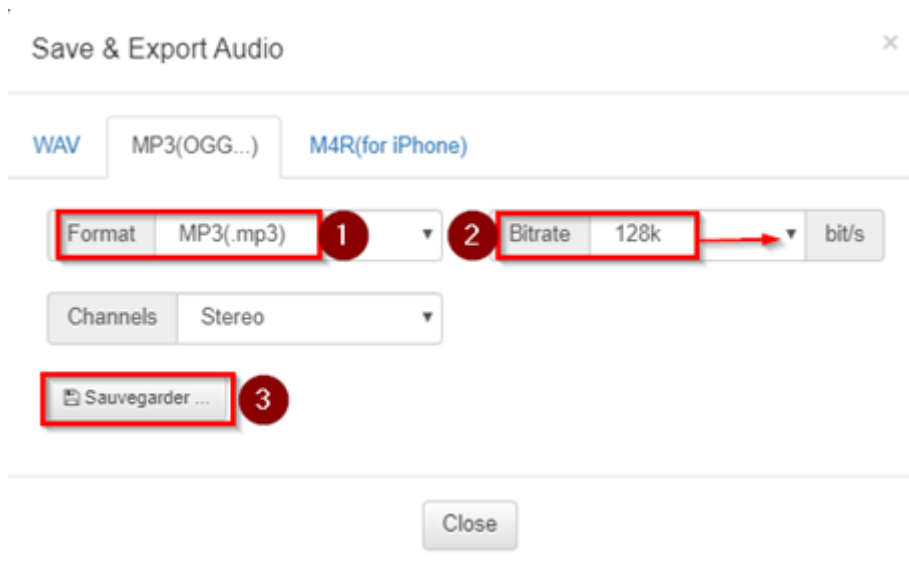 Save & Export Audio ×
WAV MP3(OGG...) M4R(for iPhone)
Format MP3(.mp3) 1 2 Bitrate 128k bit/s
Channels Stereo
Sauvegarder ... 3
Close